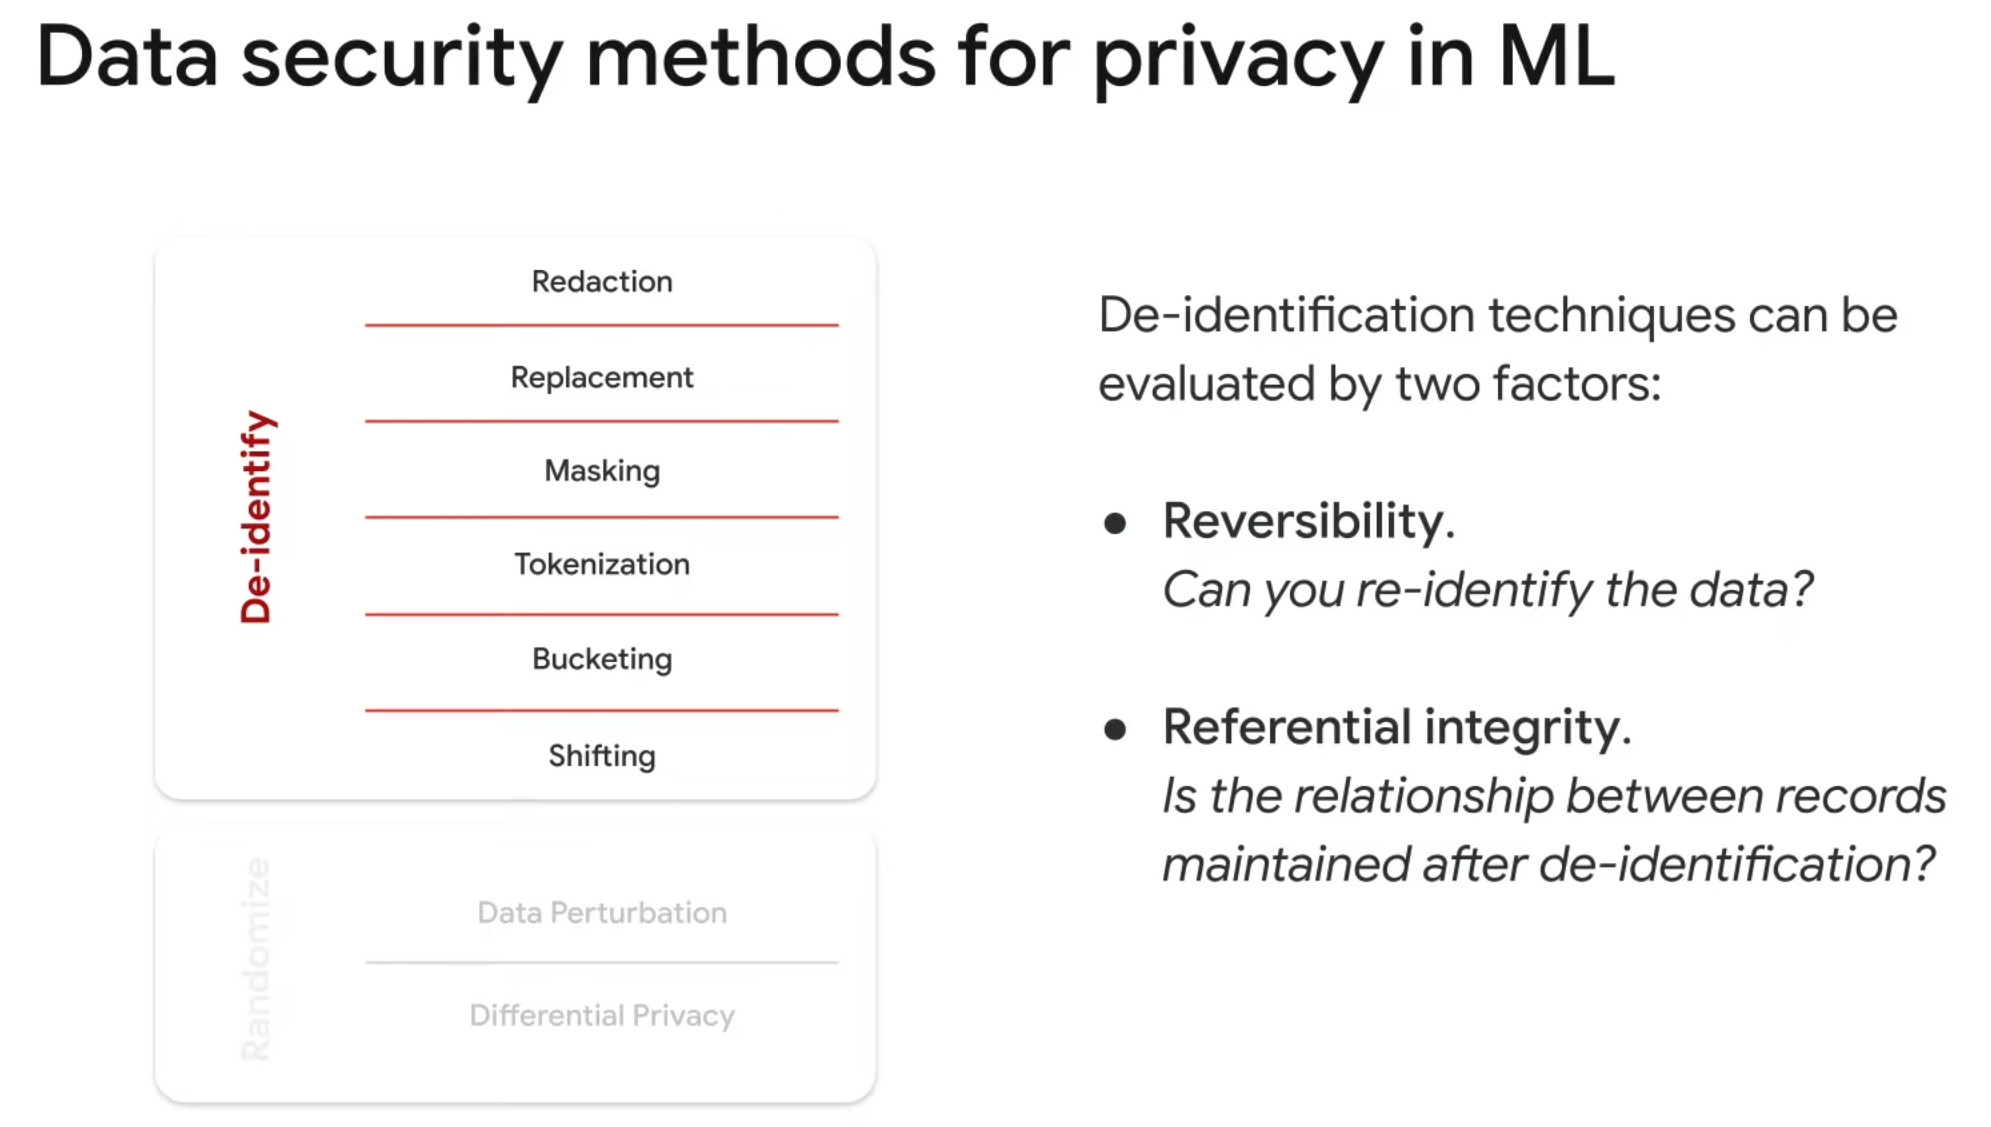 Data security methods for privacy in ML
De-identify
Redaction
Replacement
Masking
Tokenization
Bucketing
Shifting
Randomize
Data Perturbation
Differential Privacy
De-identification techniques can be
evaluated by two factors:
● Reversibility.
Can you re-identify the data?
● Referential integrity.
Is the relationship between records
maintained after de-identification?